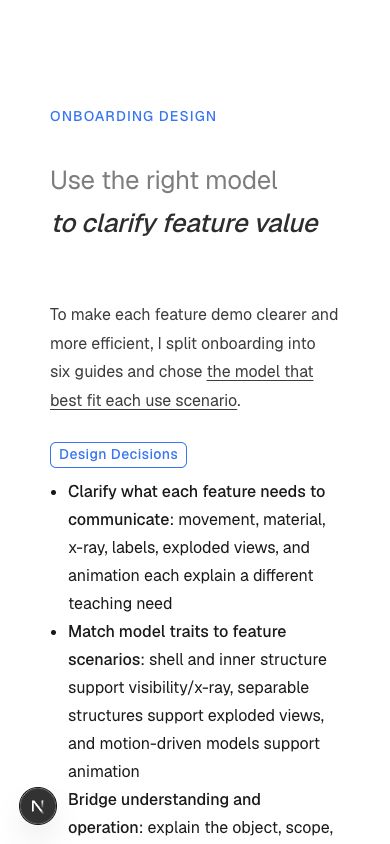 ONBOARDING DESIGN
Use the right model
to clarify feature value
To make each feature demo clearer and
more efficient, I split onboarding into
six guides and chose the model that
best fit each use scenario.
Design Decisions
• Clarify what each feature needs to
communicate: movement, material,
x-ray, labels, exploded views, and
animation each explain a different
teaching need
• Match model traits to feature
scenarios: shell and inner structure
support visibility/x-ray, separable
structures support exploded views,
and motion-driven models support
animation
Bridge understanding and
operation: explain the object, scope,
N